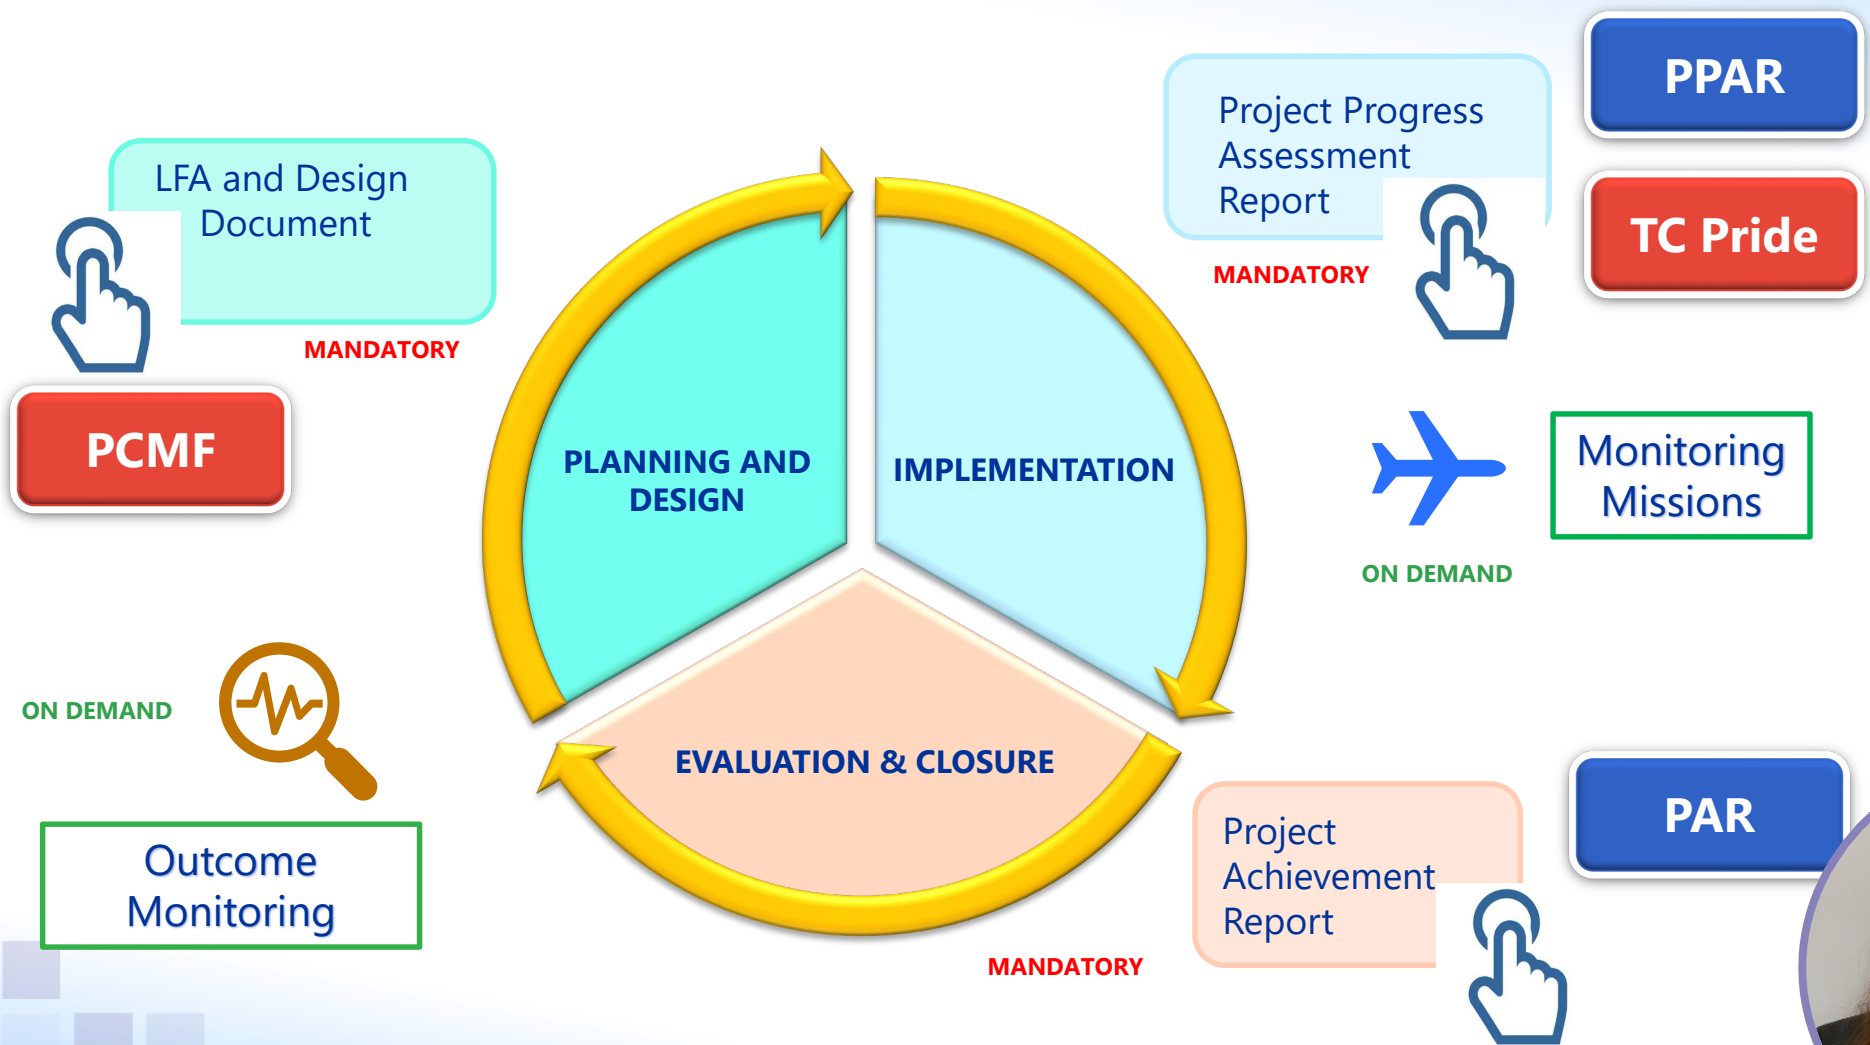 PPAR
Project Progress
Assessment
Report
MANDATORY
TC Pride
LFA and Design
Document
MANDATORY
PCMF
PLANNING AND
DESIGN
IMPLEMENTATION
Monitoring
Missions
ON DEMAND
ON DEMAND
EVALUATION & CLOSURE
Outcome
Monitoring
Project
Achievement
Report
PAR
MANDATORY